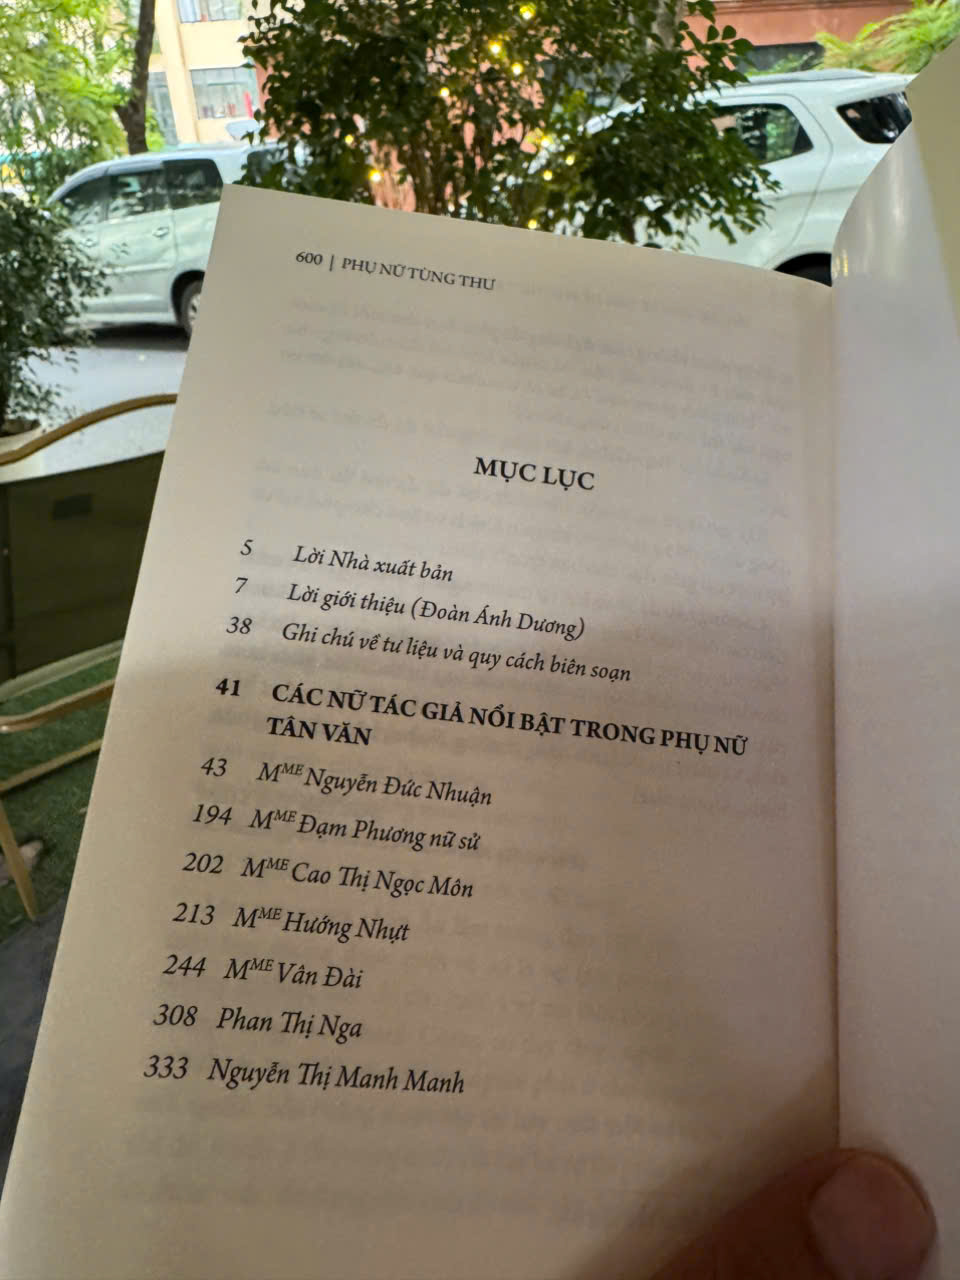 600 | PHỤ NỮ TÙNG THƯ
MỤC LỤC
5 Lời Nhà xuất bản
7 Lời giới thiệu (Đoàn Ánh Dương)
38 Ghi chú về tư liệu và quy cách biên soạn
41 CÁC NỮ TÁC GIẢ NỔI BẬT TRONG PHỤ NỮ
TÂN VĂN
43 MME Nguyễn Đức Nhuận
194 MME Đạm Phương nữ sử
202 MME Cao Thị Ngọc Môn
213 MME Hướng Nhựt
244 MME Vân Đài
308 Phan Thị Nga
333 Nguyễn Thị Manh Manh